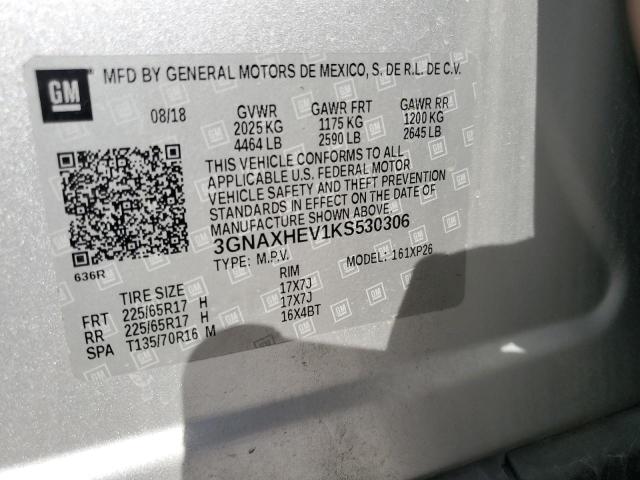 GM
MFD BY GENERAL MOTORS DE MEXICO, S. DE R.L. DE C.V.
08/18 GVWR GAWR FRT GAWR RR
2025 KG 1175 KG 1200 KG
4464 LB 2590 LB 2645 LB
THIS VEHICLE CONFORMS TO ALL
APPLICABLE U.S. FEDERAL MOTOR
VEHICLE SAFETY AND THEFT PREVENTION
STANDARDS IN EFFECT ON THE DATE OF
MANUFACTURE SHOWN ABOVE.
3GNAXHEV1KS530306
636R TYPE: M.P.V. MODEL: 161XP26
TIRE SIZE RIM
FRT 225/65R17 H 17X7J
RR 225/65R17 H 17X7J
SPA T135/70R16 M 16X4BT